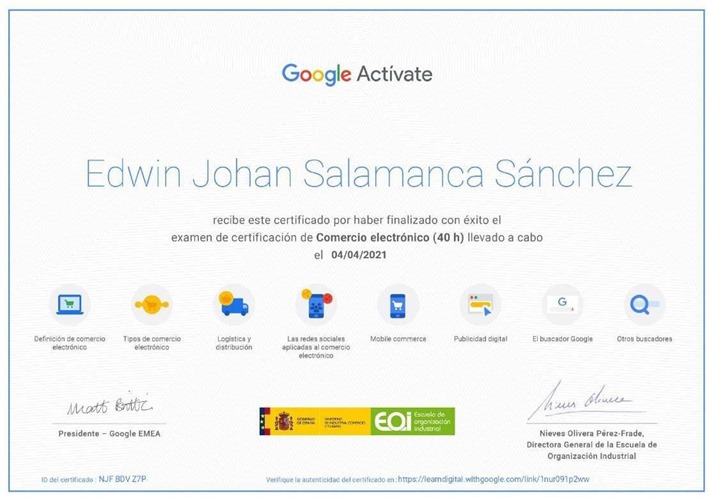 Google Actívate
Edwin Johan Salamanca Sánchez
recibe este certificado por haber finalizado con éxito el
examen de certificación de Comercio electrónico (40 h) llevado a cabo
el 04/04/2021
Definición de comercio
electrónico
Tipos de comercio
electrónico
Logística y
distribución
Las redes sociales
aplicadas al comercio
electrónico
Mobile commerce
Publicidad digital
G
El buscador Google
Otros buscadores
Presidente – Google EMEA
GOBIERNO
DE ESPAÑA
MINISTERIO
DE INDUSTRIA, COMERCIO
Y TURISMO
EOi
Escuela de
organización
industrial
Nieves Olivera Pérez-Frade,
Directora General de la Escuela de
Organización Industrial
ID del certificado : NJF BDV Z7P
Verifique la autenticidad del certificado en: https://learndigital.withgoogle.com/link/1nur091p2ww